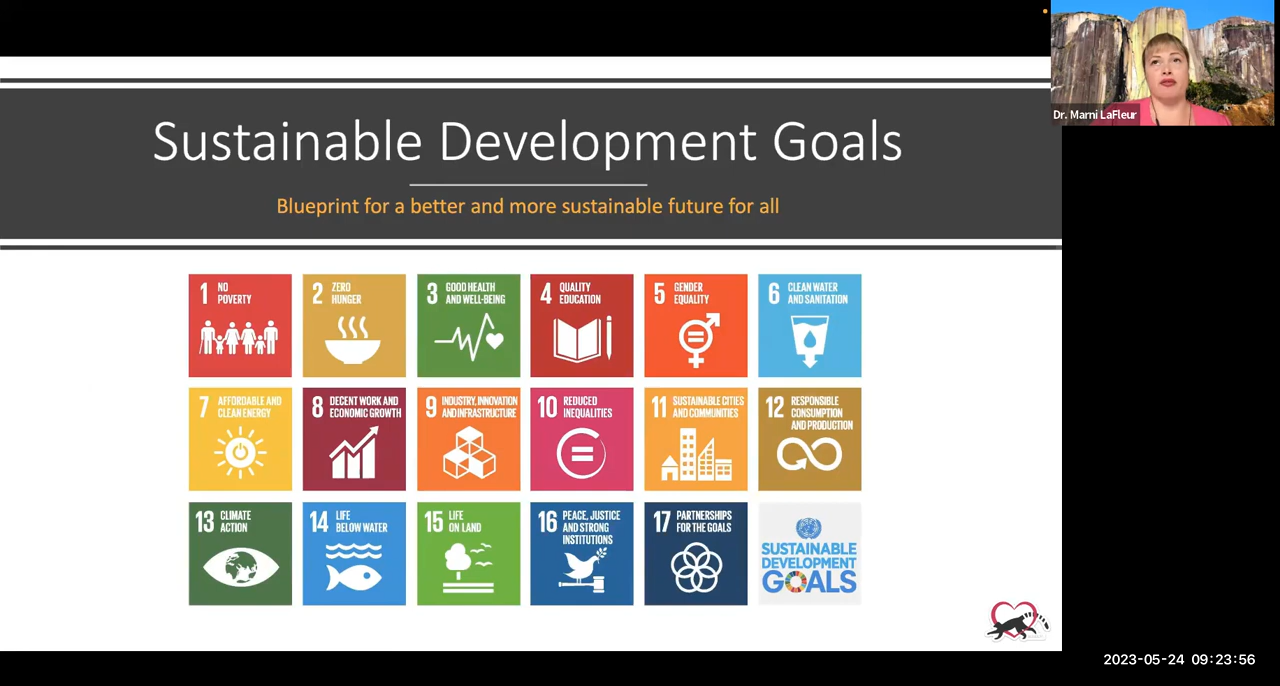 Dr. Marni LaFleur
Sustainable Development Goals
Blueprint for a better and more sustainable future for all
1 NO
POVERTY
2 ZERO
HUNGER
3 GOOD HEALTH
AND WELL-BEING
4 QUALITY
EDUCATION
5 GENDER
EQUALITY
6 CLEAN WATER
AND SANITATION
7 AFFORDABLE AND
CLEAN ENERGY
8 DECENT WORK AND
ECONOMIC GROWTH
9 INDUSTRY, INNOVATION
AND INFRASTRUCTURE
10 REDUCED
INEQUALITIES
11 SUSTAINABLE CITIES
AND COMMUNITIES
12 RESPONSIBLE
CONSUMPTION
AND PRODUCTION
13 CLIMATE
ACTION
14 LIFE
BELOW WATER
15 LIFE
ON LAND
16 PEACE, JUSTICE
AND STRONG
INSTITUTIONS
17 PARTNERSHIPS
FOR THE GOALS
SUSTAINABLE
DEVELOPMENT
GOALS
2023-05-24 09:23:56